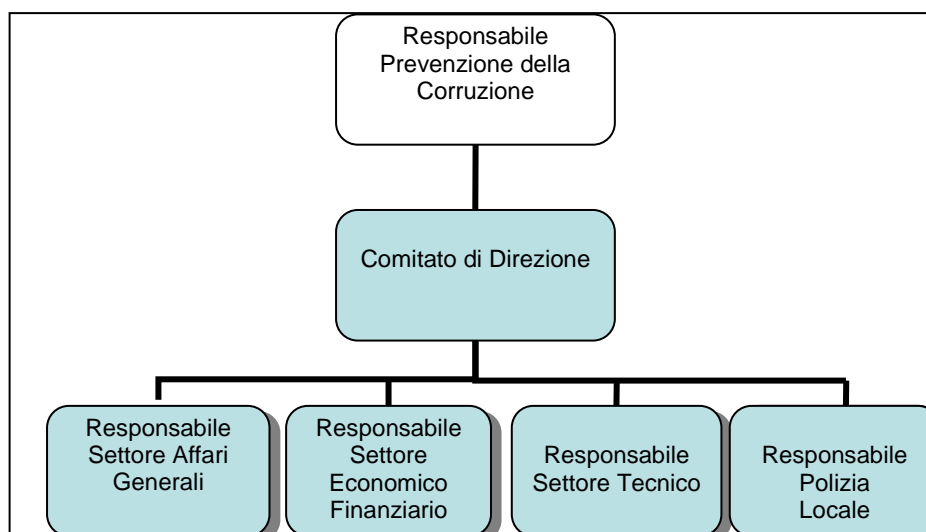 Responsabile
Prevenzione della
Corruzione
Comitato di Direzione
Responsabile
Settore Affari
Generali
Responsabile
Settore
Economico
Finanziario
Responsabile
Settore Tecnico
Responsabile
Polizia
Locale